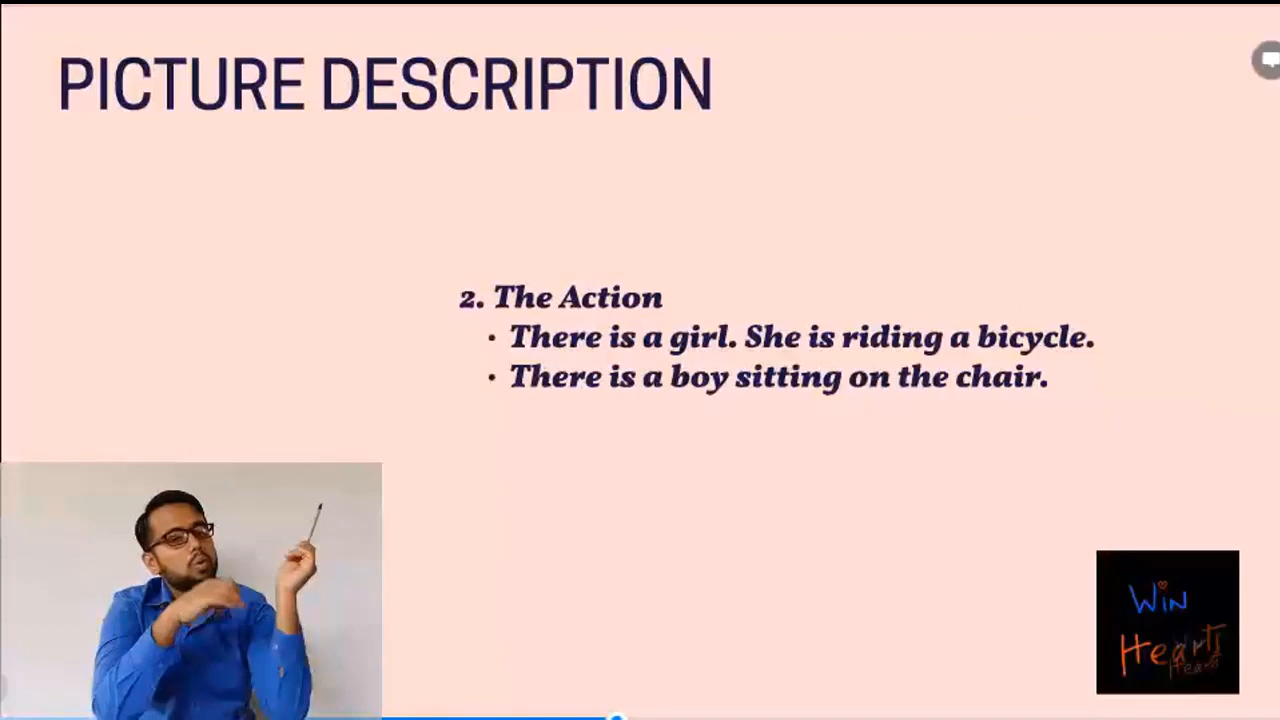 PICTURE DESCRIPTION
2. The Action
• There is a girl. She is riding a bicycle.
• There is a boy sitting on the chair.
Win
Hearts
Hearts